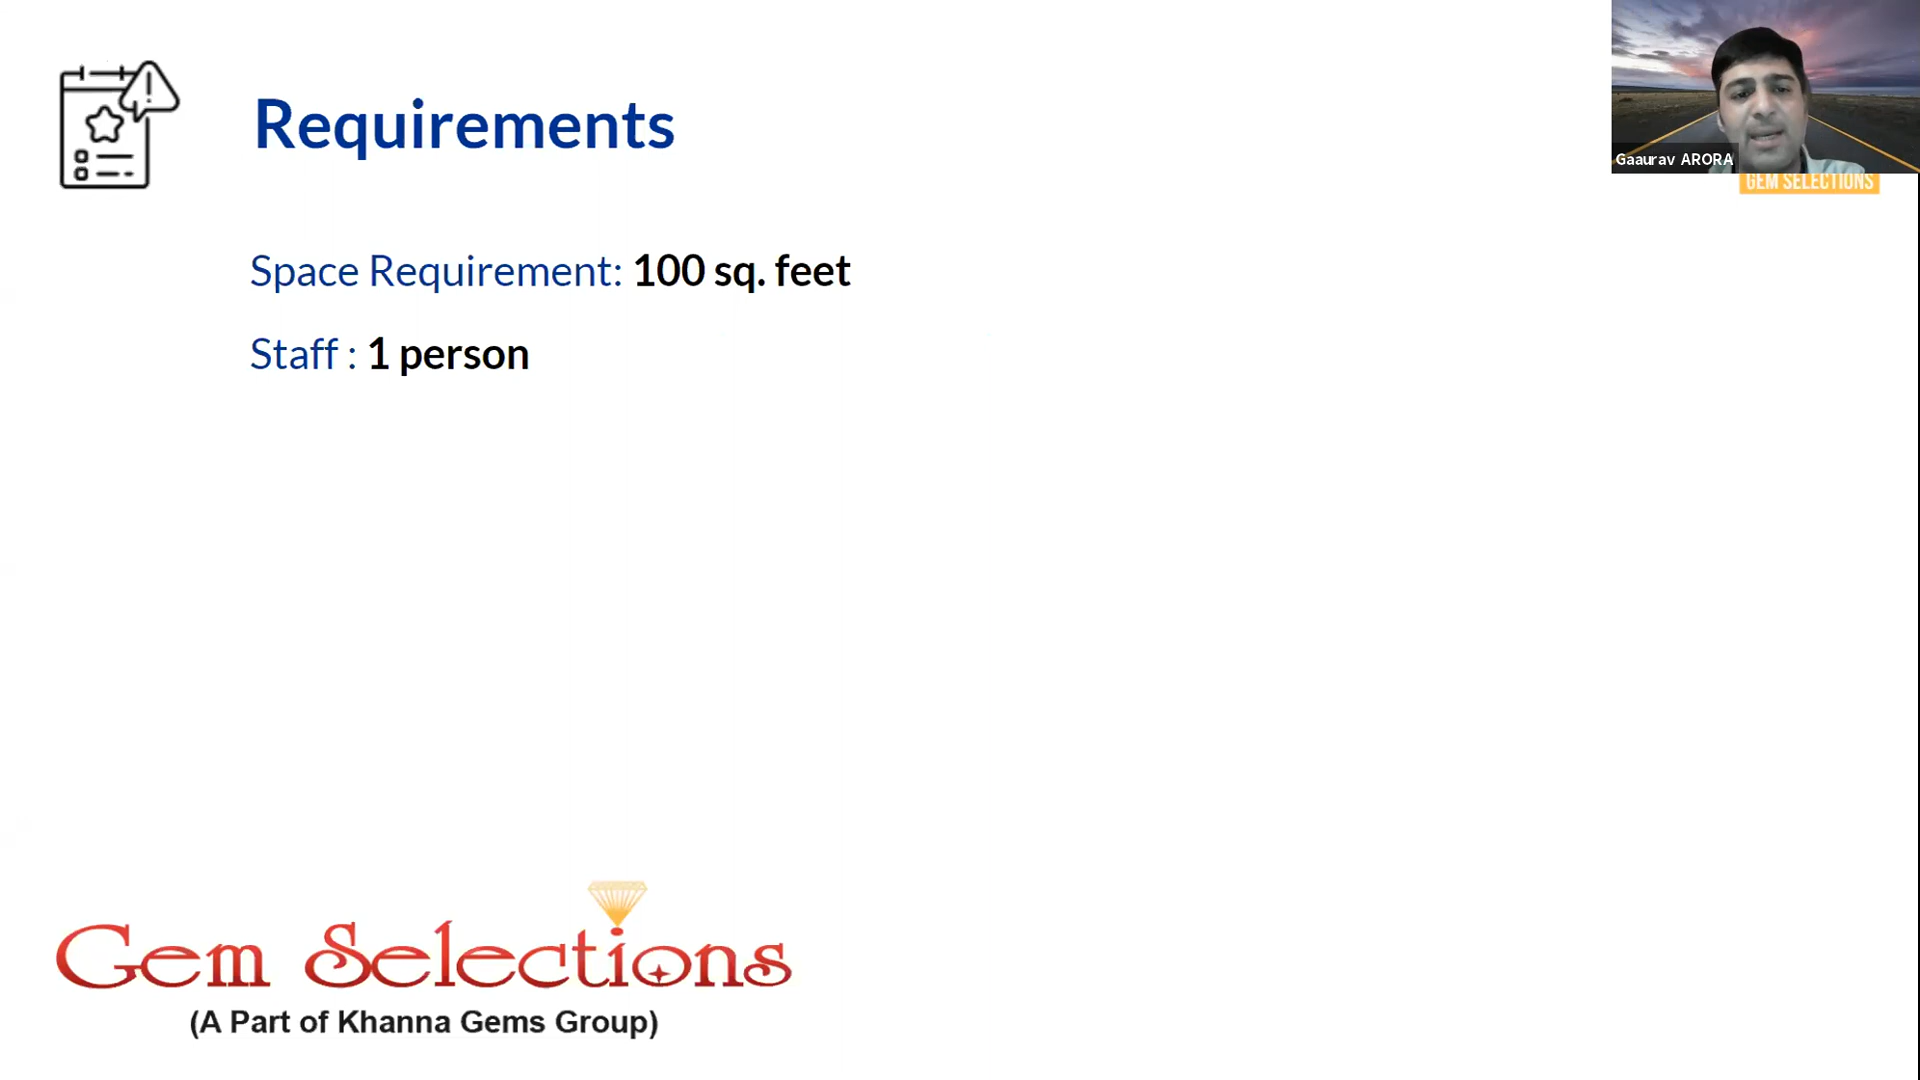 Requirements
Gaaurav ARORA
GEM SELECTIONS
Space Requirement: 100 sq. feet
Staff : 1 person
Gem Selections
(A Part of Khanna Gems Group)